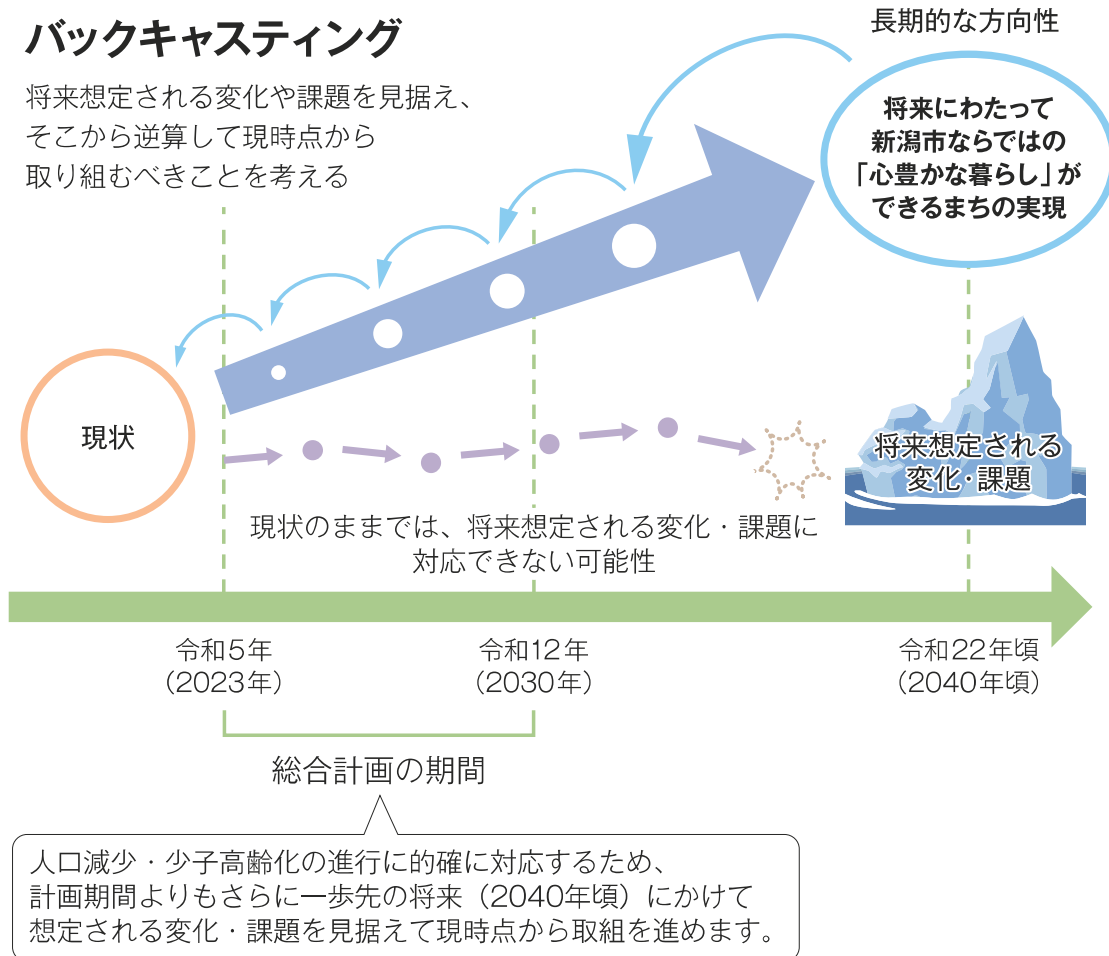 バックキャスティング
将来想定される変化や課題を見据え、
そこから逆算して現時点から
取り組むべきことを考える
長期的な方向性
将来にわたって
新潟市ならではの
「心豊かな暮らし」が
できるまちの実現
現状
将来想定される
変化・課題
現状のままでは、将来想定される変化・課題に
対応できない可能性
令和5年
（2023年）
令和12年
（2030年）
令和22年頃
（2040年頃）
総合計画の期間
人口減少・少子高齢化の進行に的確に対応するため、
計画期間よりもさらに一歩先の将来（2040年頃）にかけて
想定される変化・課題を見据えて現時点から取組を進めます。